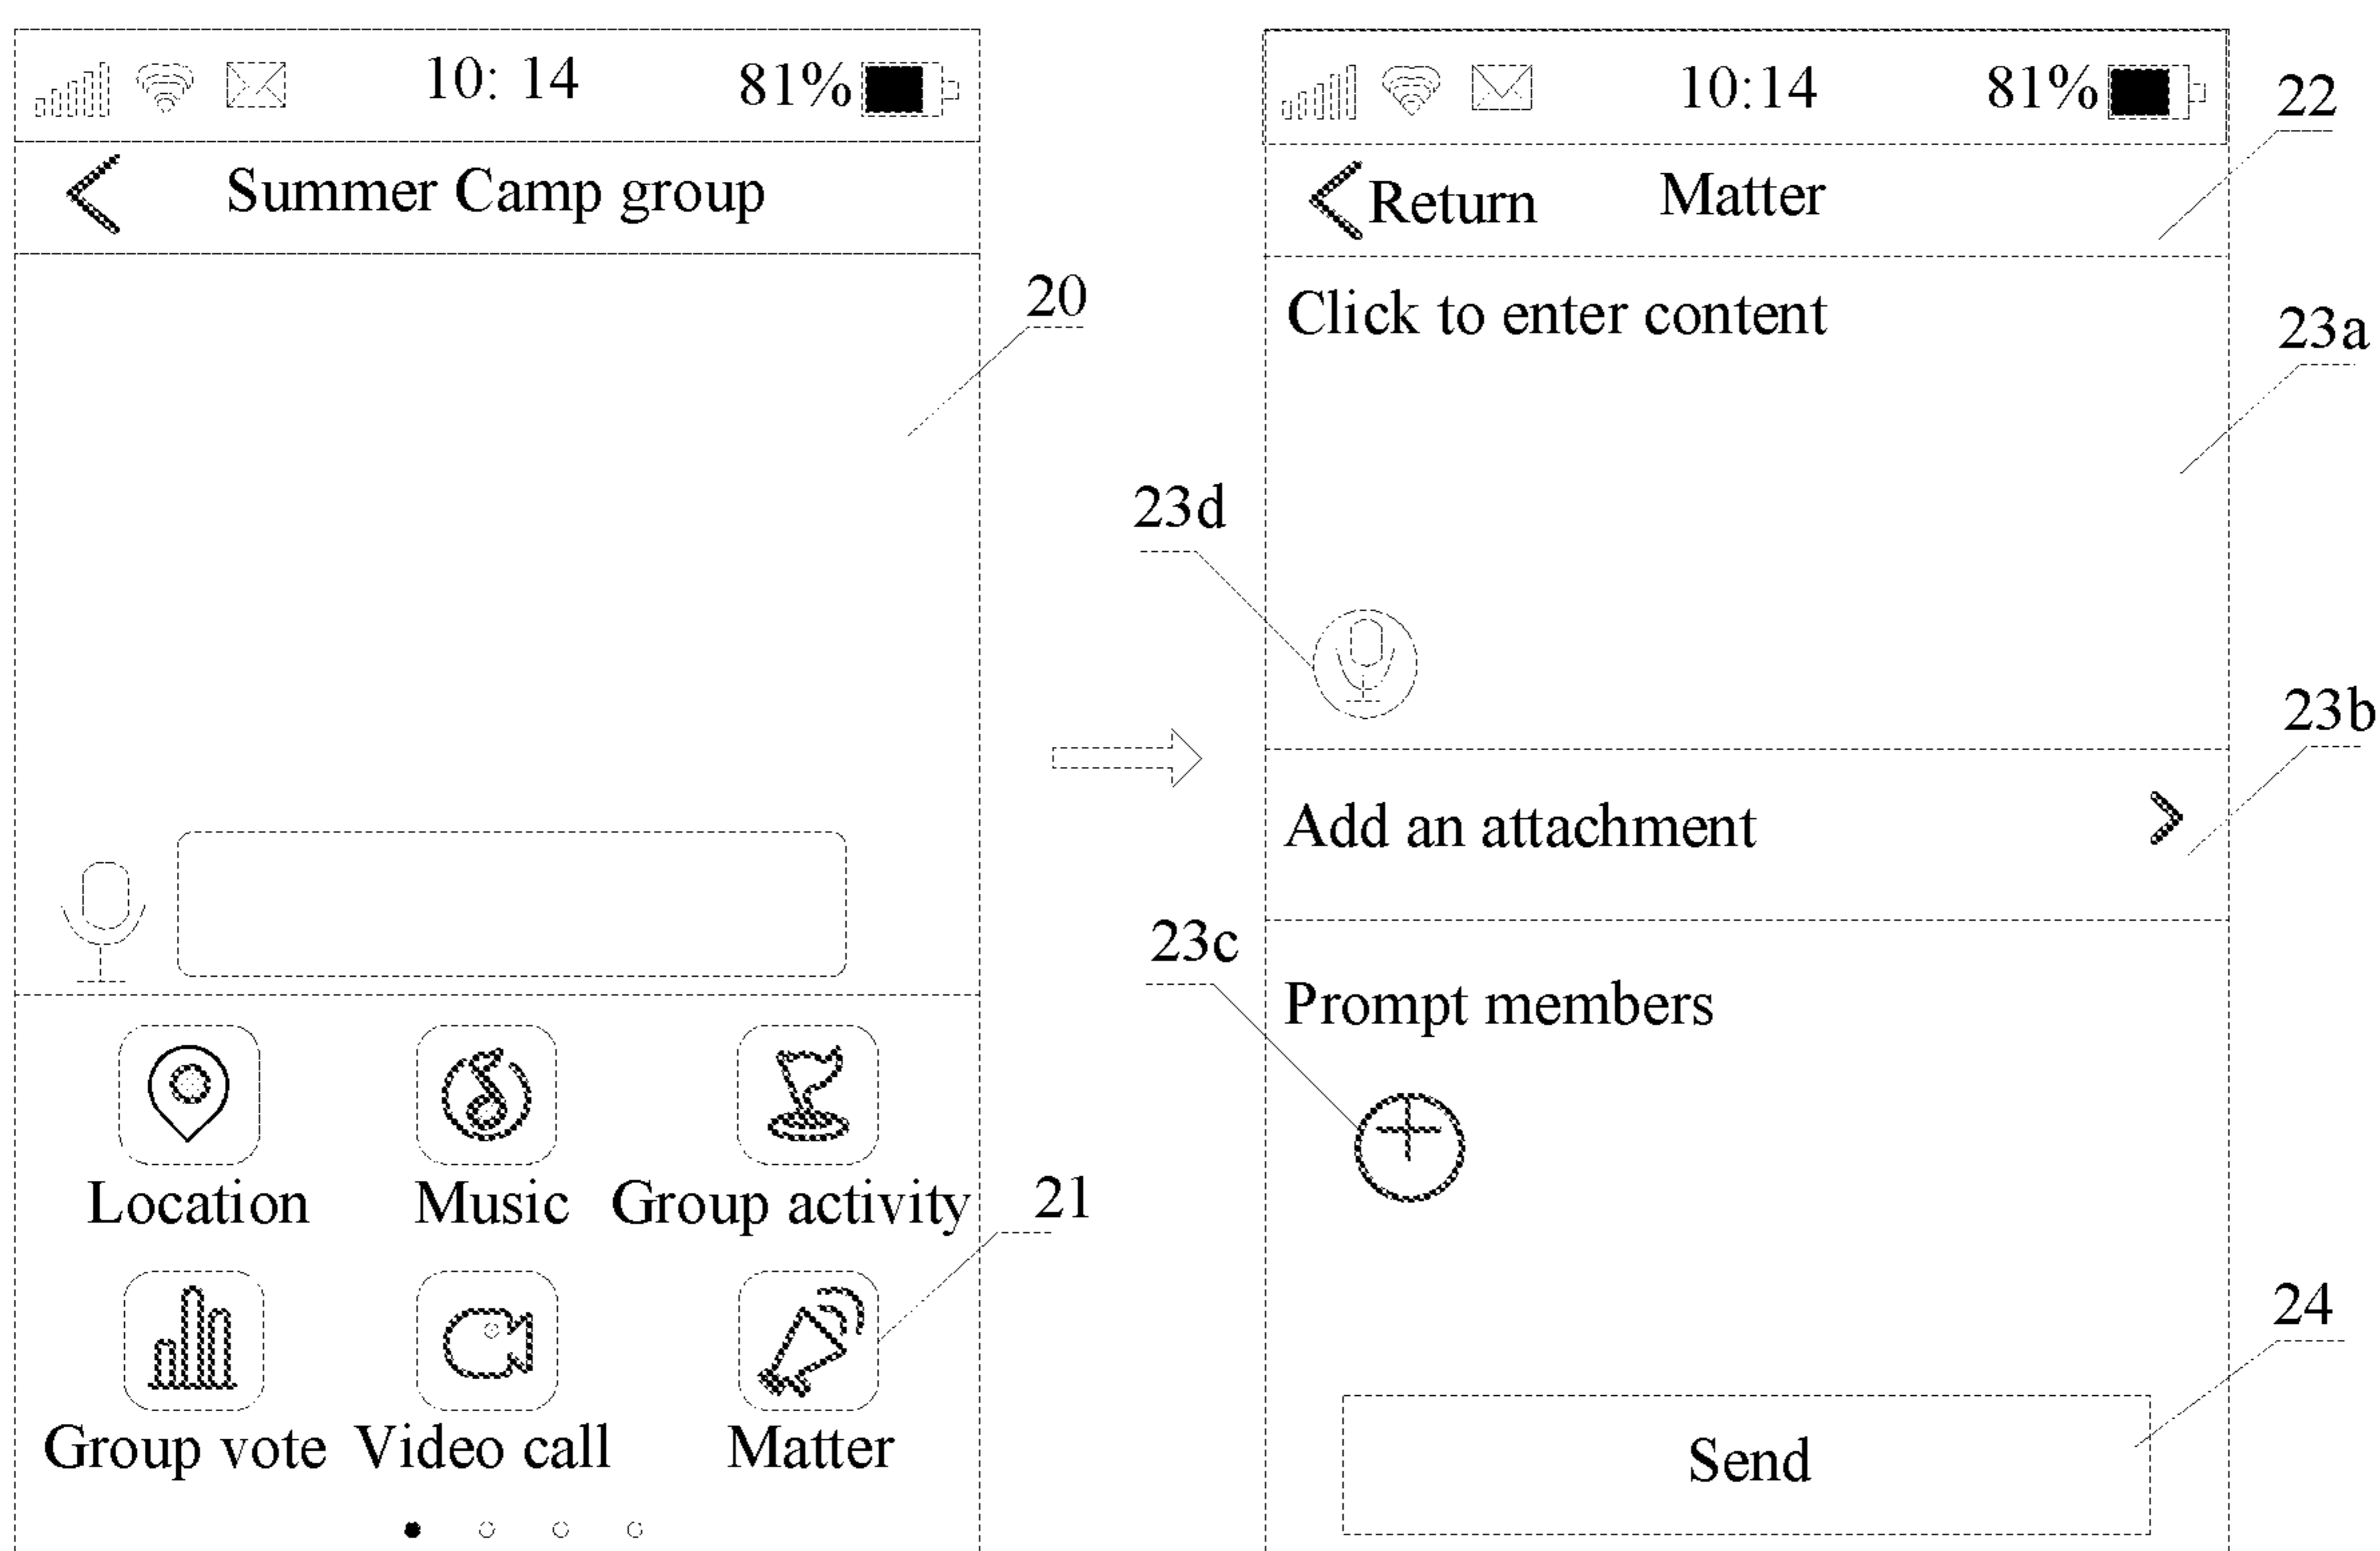 10: 14 81%
Summer Camp group
20
Location Music Group activity
21
Group vote Video call Matter
10:14 81%
22
Return Matter
Click to enter content
23a
23d
23b
Add an attachment
23c
Prompt members
24
Send